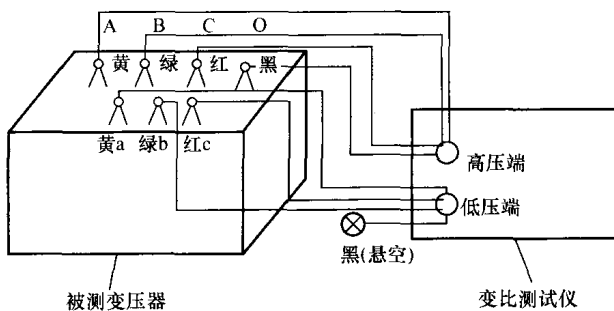 A B C O
黄 绿 红 黑
黄a 绿b 红c
高压端
低压端
黑(悬空)
被测变压器
变比测试仪